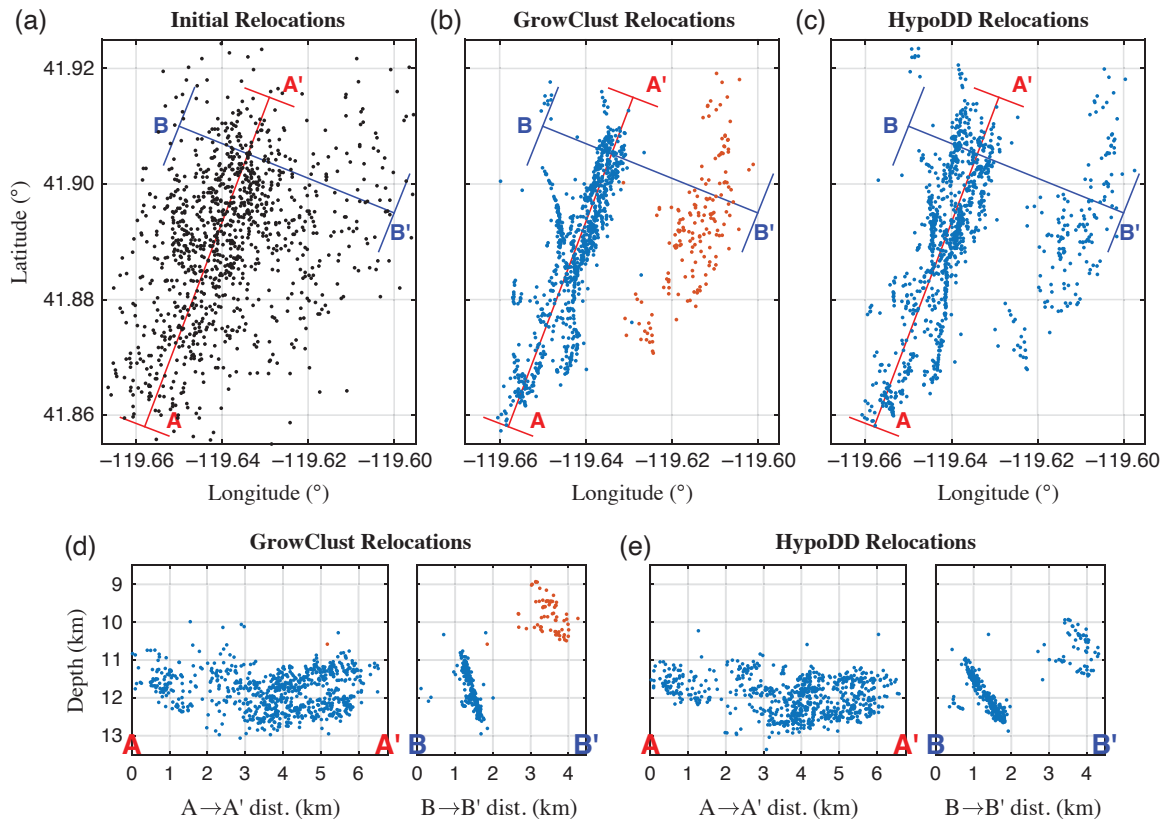 (a) Initial Relocations
(b) GrowClust Relocations
(c) HypoDD Relocations
41.92
41.90
41.88
41.86
Latitude (°)
A'
B
B'
A
A'
B
B'
A
A'
B
B'
A
−119.66 −119.64 −119.62 −119.60
−119.66 −119.64 −119.62 −119.60
−119.66 −119.64 −119.62 −119.60
Longitude (°)
Longitude (°)
Longitude (°)
(d) GrowClust Relocations
(e) HypoDD Relocations
9
10
11
12
13
Depth (km)
A A' B B'
A A' B B'
0 1 2 3 4 5 6
0 1 2 3 4
0 1 2 3 4 5 6
0 1 2 3 4
A→A' dist. (km)
B→B' dist. (km)
A→A' dist. (km)
B→B' dist. (km)